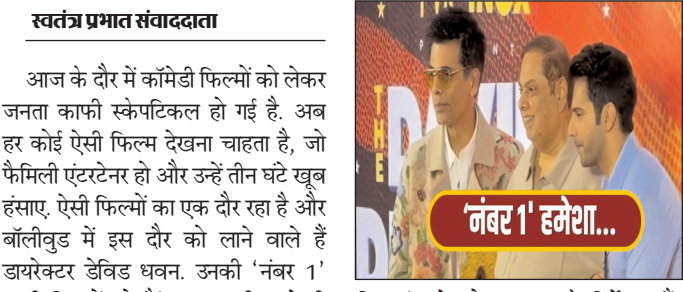 स्वतंत्र प्रभात संवाददाता
आज के दौर में कॉमेडी फिल्मों को लेकर
जनता काफी स्केपटिकल हो गई है. अब
हर कोई ऐसी फिल्म देखना चाहता है, जो
फैमिली एंटरटेनर हो और उन्हें तीन घंटे खूब
हंसाए. ऐसी फिल्मों का एक दौर रहा है और
बॉलीवुड में इस दौर को लाने वाले हैं
डायरेक्टर डेविड धवन. उनकी 'नंबर 1'
THE
'नंबर 1' हमेशा...